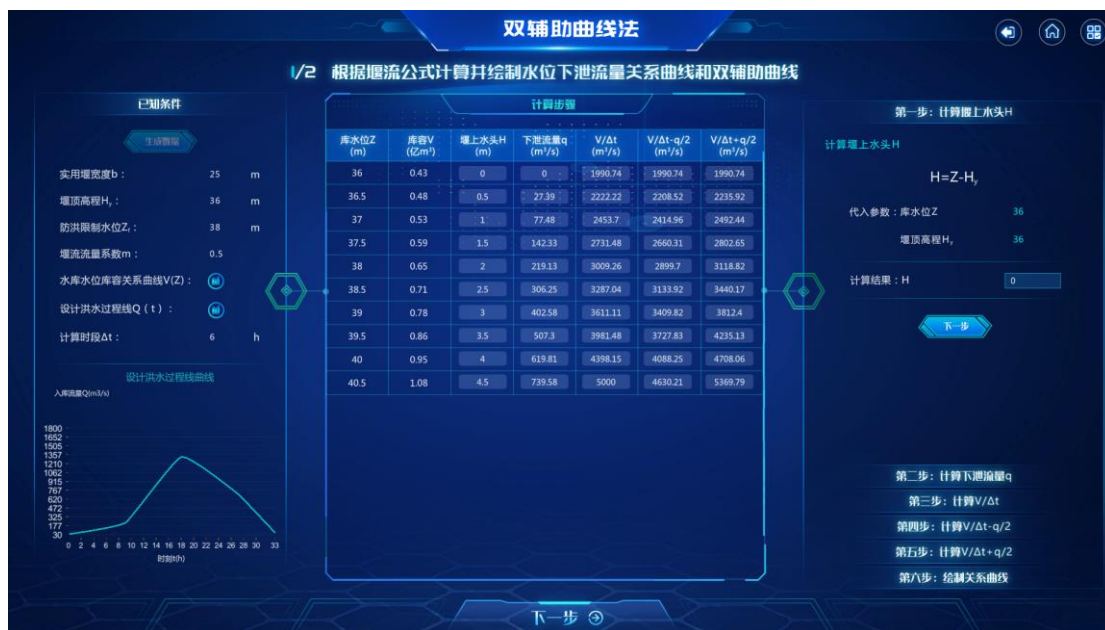 双辅助曲线法
1/2 根据堰流公式计算并绘制水位下泄流量关系曲线和双辅助曲线
已知条件
生成数据
实用堰宽度b： 25 m
堰顶高程Hᵧ： 36 m
防洪限制水位Zᵣ： 38 m
堰流流量系数m： 0.5
水库水位库容关系曲线V(Z)：
设计洪水过程线Q（t）：
计算时段Δt： 6 h
设计洪水过程线曲线
入库流量Q(m3/s)
1800
1652
1505
1357
1210
1062
915
767
620
472
325
177
30
0 2 4 6 8 10 12 14 16 18 20 22 24 26 28 30 33
时刻t(h)
计算步骤
库水位Z (m) 库容V (亿m³) 堰上水头H (m) 下泄流量q (m³/s) V/Δt (m³/s) V/Δt-q/2 (m³/s) V/Δt+q/2 (m³/s)
36 0.43 0 0 1990.74 1990.74 1990.74
36.5 0.48 0.5 27.39 2222.22 2208.52 2235.92
37 0.53 1 77.48 2453.7 2414.96 2492.44
37.5 0.59 1.5 142.33 2731.48 2660.31 2802.65
38 0.65 2 219.13 3009.26 2899.7 3118.82
38.5 0.71 2.5 306.25 3287.04 3133.92 3440.17
39 0.78 3 402.58 3611.11 3409.82 3812.4
39.5 0.86 3.5 507.3 3981.48 3727.83 4235.13
40 0.95 4 619.81 4398.15 4088.25 4708.06
40.5 1.08 4.5 739.58 5000 4630.21 5369.79
第一步：计算堰上水头H
计算堰上水头H
H=Z-Hᵧ
代入参数：库水位Z 36
堰顶高程Hᵧ 36
计算结果：H 0
下一步
第二步：计算下泄流量q
第三步：计算V/Δt
第四步：计算V/Δt-q/2
第五步：计算V/Δt+q/2
第六步：绘制关系曲线
下一步